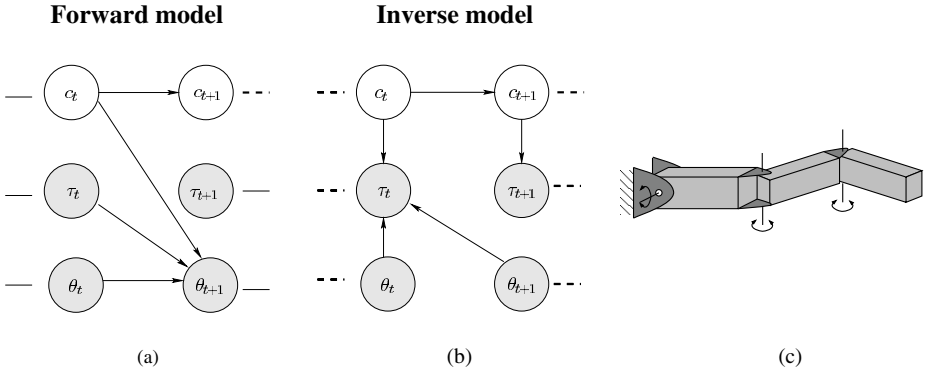 Forward model
Inverse model
c_t
c_{t+1}
c_t
c_{t+1}
τ_t
τ_{t+1}
τ_t
τ_{t+1}
θ_t
θ_{t+1}
θ_t
θ_{t+1}
(a)
(b)
(c)